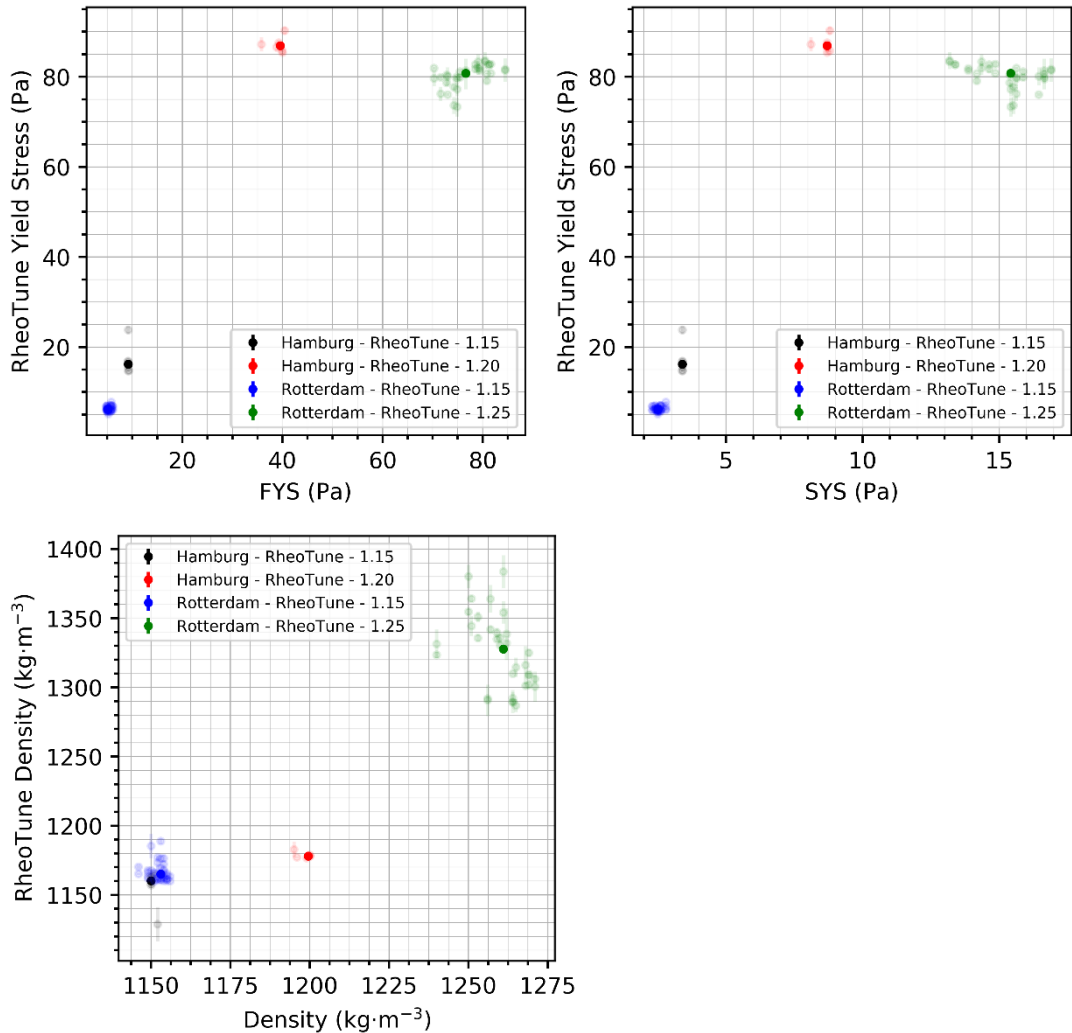 RheoTune Yield Stress (Pa)
80
60
40
20
20
40
60
80
FYS (Pa)
Hamburg - RheoTune - 1.15
Hamburg - RheoTune - 1.20
Rotterdam - RheoTune - 1.15
Rotterdam - RheoTune - 1.25
RheoTune Yield Stress (Pa)
80
60
40
20
5
10
15
SYS (Pa)
Hamburg - RheoTune - 1.15
Hamburg - RheoTune - 1.20
Rotterdam - RheoTune - 1.15
Rotterdam - RheoTune - 1.25
RheoTune Density (kg·m⁻³)
1400
1350
1300
1250
1200
1150
Hamburg - RheoTune - 1.15
Hamburg - RheoTune - 1.20
Rotterdam - RheoTune - 1.15
Rotterdam - RheoTune - 1.25
1150
1175
1200
1225
1250
1275
Density (kg·m⁻³)